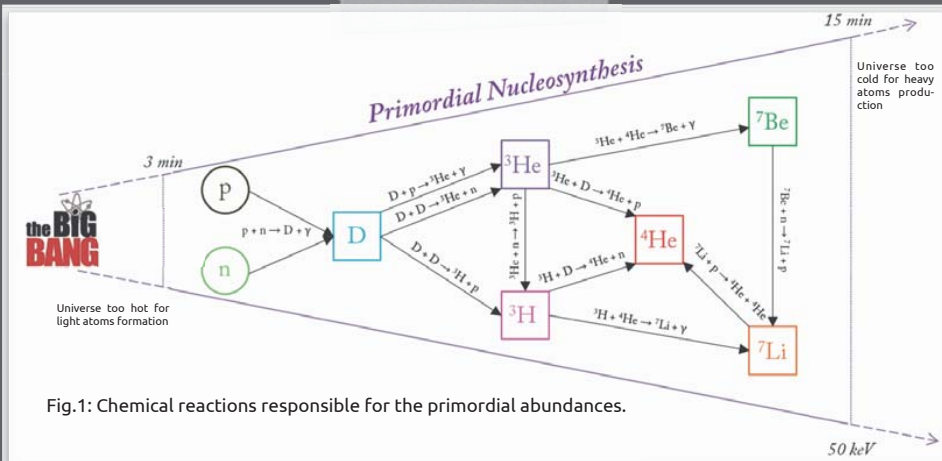 15 min
Universe too
cold for heavy
atoms produ-
ction
Primordial Nucleosynthesis
3 min
the BIG
BANG
Universe too hot for
light atoms formation
p
n
p + n → D + γ
D
D + p → ³He + γ
D + D → ³He + n
D + D → ³H + p
³He
³He + n → ³H + p
³H
³He + ⁴He → ⁷Be + γ
³He + D → ⁴He + p
³H + D → ⁴He + n
³H + ⁴He → ⁷Li + γ
⁴He
⁷Be
⁷Be + n → ⁷Li + p
⁷Li + p → ⁴He + ⁴He
⁷Li
Fig.1: Chemical reactions responsible for the primordial abundances.
50 keV